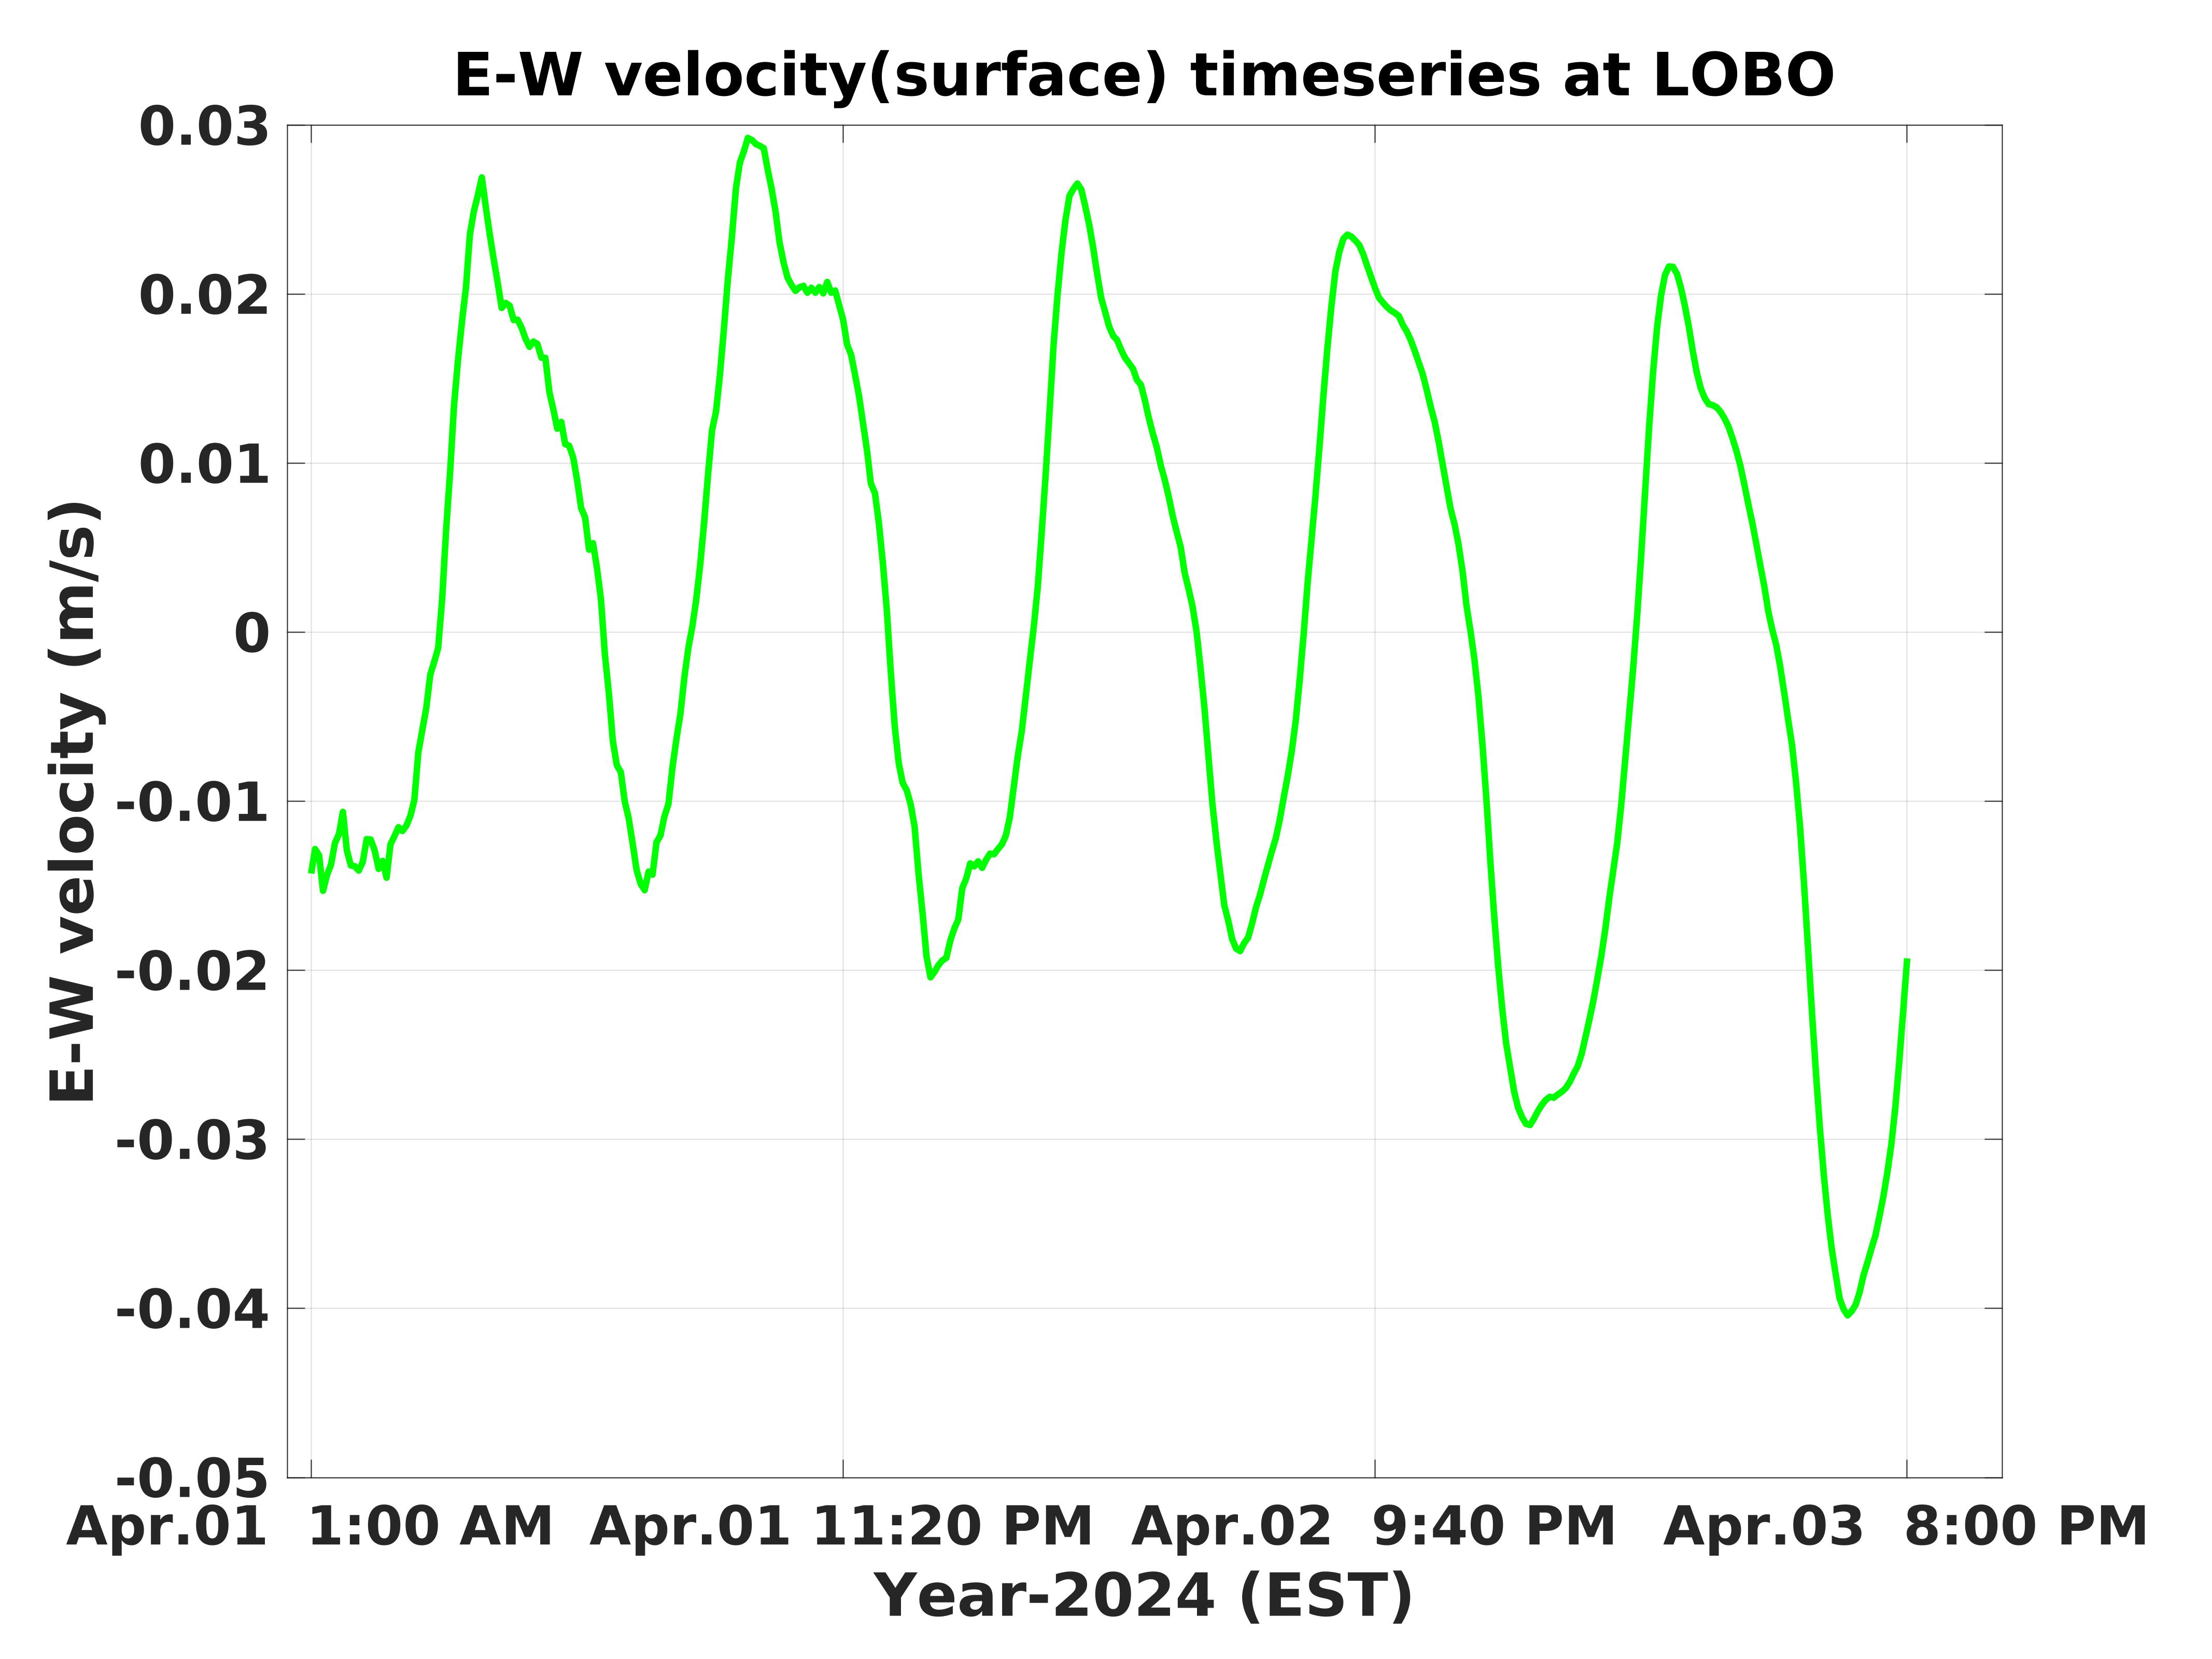 E-W velocity(surface) timeseries at LOBO
0.03
0.02
0.01
0
-0.01
-0.02
-0.03
-0.04
-0.05
E-W velocity (m/s)
Apr.01 1:00 AM Apr.01 11:20 PM Apr.02 9:40 PM Apr.03 8:00 PM
Year-2024 (EST)